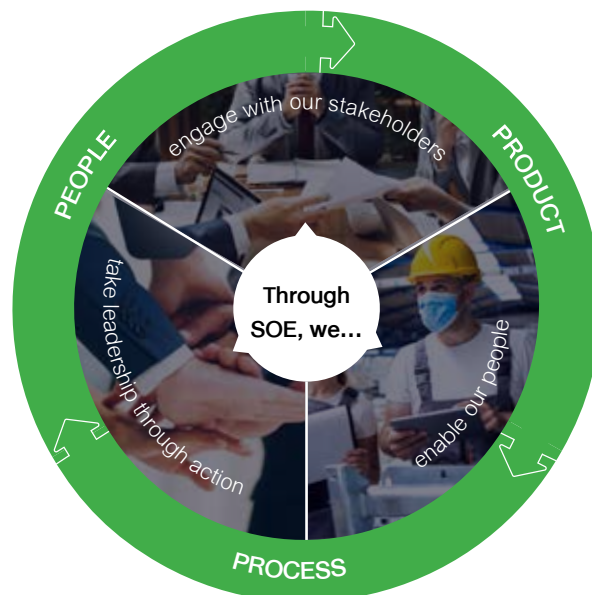 PEOPLE
PRODUCT
PROCESS
engage with our stakeholders
enable our people
take leadership through action
Through
SOE, we...